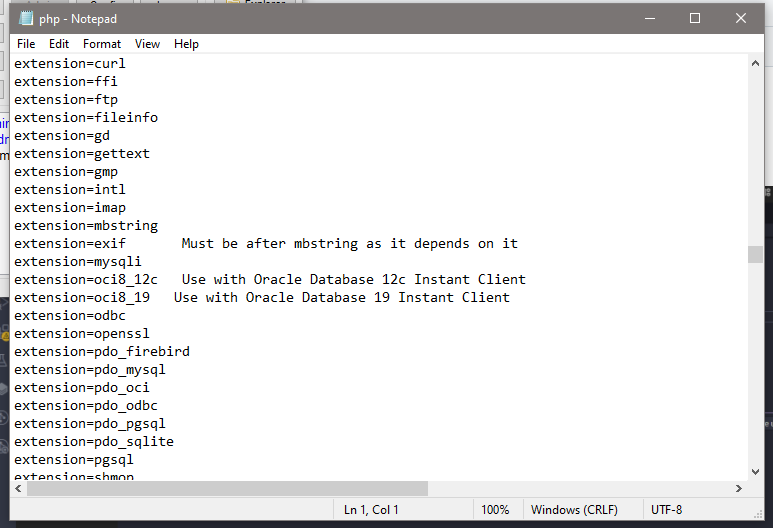 php - Notepad
File Edit Format View Help
extension=curl
extension=ffi
extension=ftp
extension=fileinfo
extension=gd
extension=gettext
extension=gmp
extension=intl
extension=imap
extension=mbstring
extension=exif       Must be after mbstring as it depends on it
extension=mysqli
extension=oci8_12c   Use with Oracle Database 12c Instant Client
extension=oci8_19   Use with Oracle Database 19 Instant Client
extension=odbc
extension=openssl
extension=pdo_firebird
extension=pdo_mysql
extension=pdo_oci
extension=pdo_odbc
extension=pdo_pgsql
extension=pdo_sqlite
extension=pgsql
extension=shmop
Ln 1, Col 1 100% Windows (CRLF) UTF-8